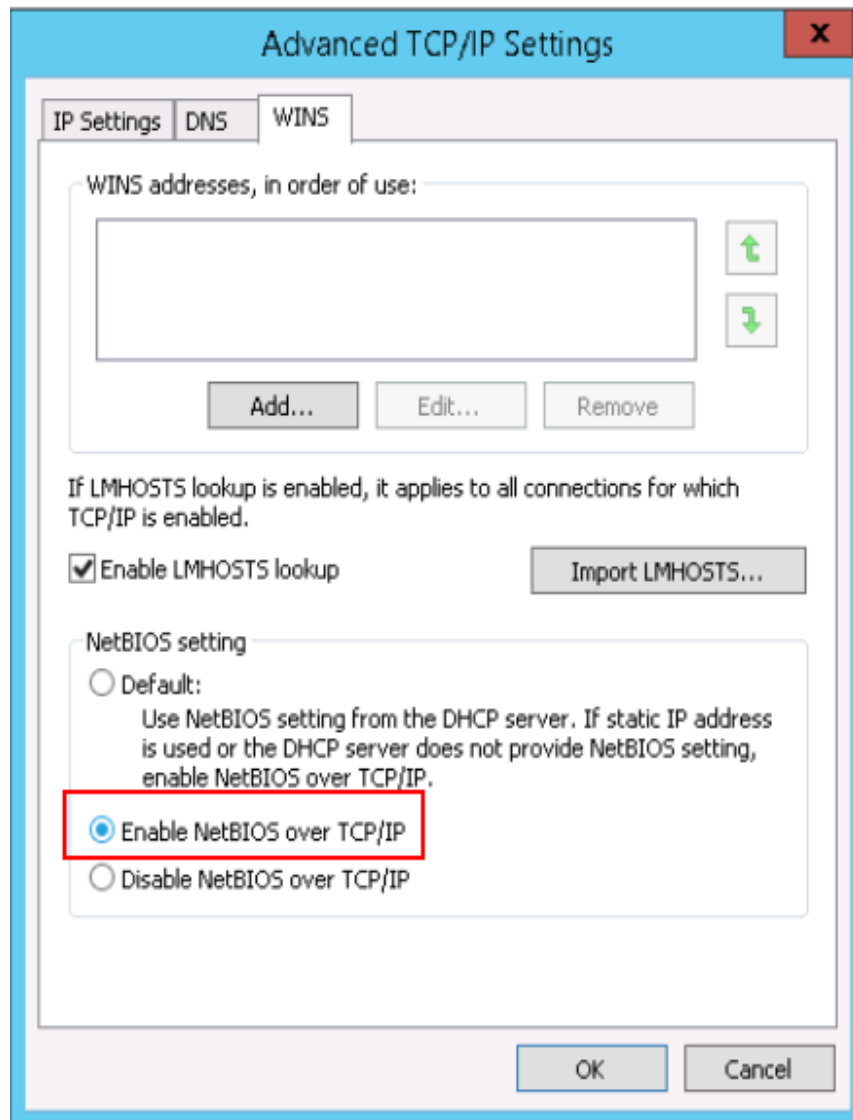 Advanced TCP/IP Settings
x
IP Settings
DNS
WINS
WINS addresses, in order of use:
Add...
Edit...
Remove
If LMHOSTS lookup is enabled, it applies to all connections for which
TCP/IP is enabled.
Enable LMHOSTS lookup
Import LMHOSTS...
NetBIOS setting
Default:
Use NetBIOS setting from the DHCP server. If static IP address
is used or the DHCP server does not provide NetBIOS setting,
enable NetBIOS over TCP/IP.
Enable NetBIOS over TCP/IP
Disable NetBIOS over TCP/IP
OK
Cancel